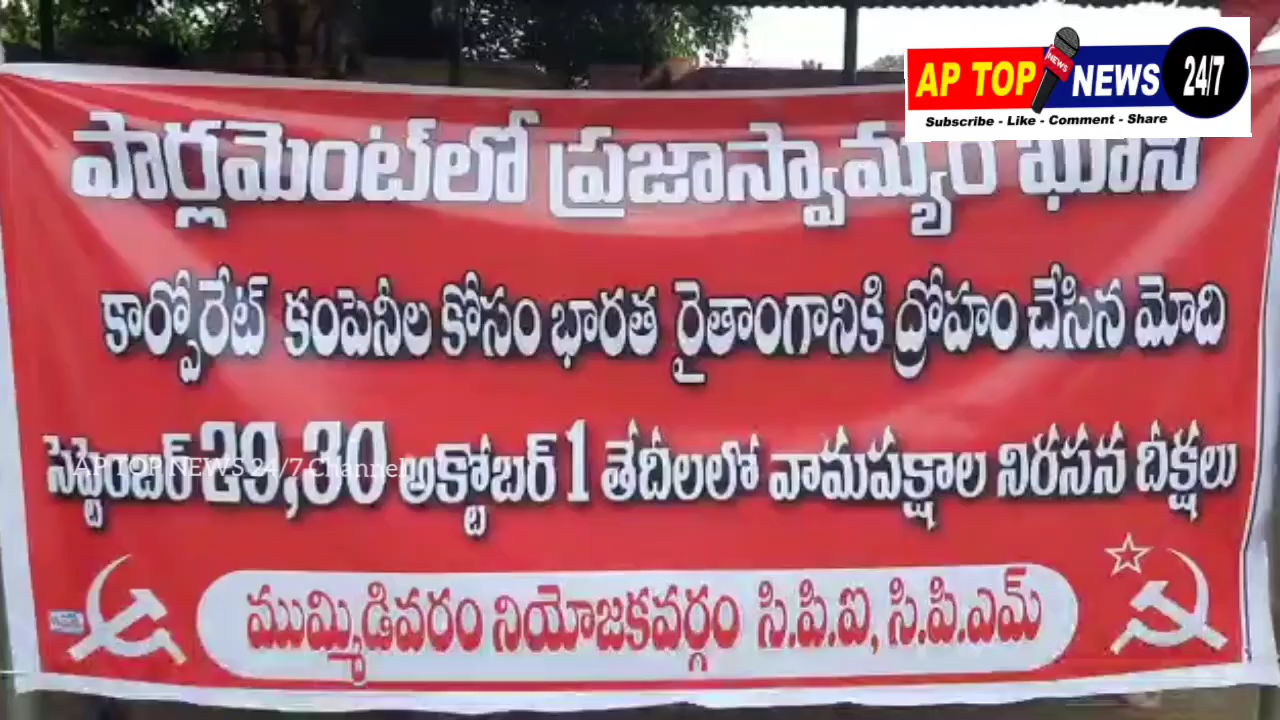 AP TOP NEWS 24/7
NEWS
Subscribe - Like - Comment - Share
పార్లమెంట్‌లో ప్రజాస్వామ్యం ఖూనీ
కార్పోరేట్ కంపెనీల కోసం భారత రైతాంగానికి ద్రోహం చేసిన మోది
సెప్టెంబర్ 29,30 అక్టోబర్ 1 తేదీలలో వామపక్షాల నిరసన దీక్షలు
AP TOP NEWS 24/7 Channel
ముమ్మిడివరం నియోజకవర్గం సి.పి.ఐ, సి.పి.ఎమ్